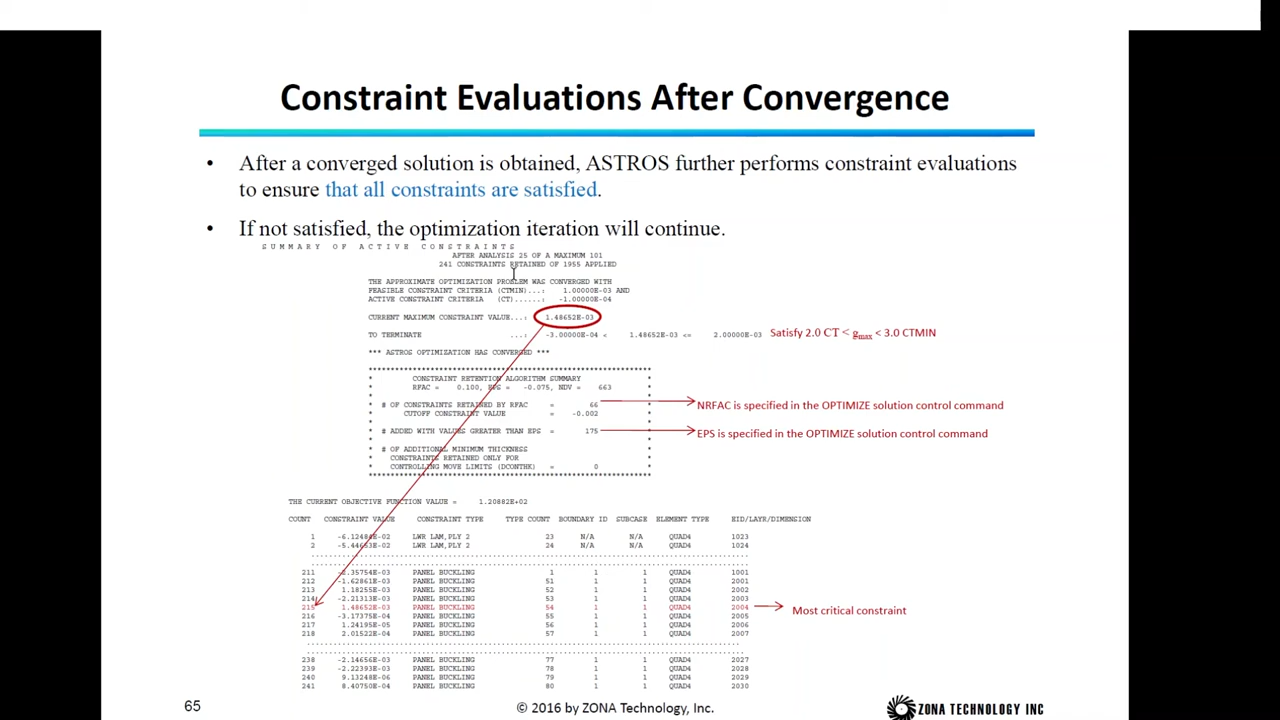 Constraint Evaluations After Convergence
• After a converged solution is obtained, ASTROS further performs constraint evaluations
to ensure that all constraints are satisfied.
• If not satisfied, the optimization iteration will continue.
S U M M A R Y   O F   A C T I V E   C O N S T R A I N T S
AFTER ANALYSIS 25 OF A MAXIMUM 101
241 CONSTRAINTS RETAINED OF 1955 APPLIED
THE APPROXIMATE OPTIMIZATION PROBLEM WAS CONVERGED WITH
FEASIBLE CONSTRAINT CRITERIA (CTMIN)...: 1.00000E-03 AND
ACTIVE CONSTRAINT CRITERIA (CT)......: -1.00000E-04
CURRENT MAXIMUM CONSTRAINT VALUE...: 1.48652E-03
TO TERMINATE ...: -3.00000E-04 < 1.48652E-03 <= 2.00000E-03 Satisfy 2.0 CT < gmax < 3.0 CTMIN
*** ASTROS OPTIMIZATION HAS CONVERGED ***
* CONSTRAINT RETENTION ALGORITHM SUMMARY *
* RFAC = 0.100, EPS = -0.075, NDV = 663 *
* # OF CONSTRAINTS RETAINED BY RFAC = 66 * NRFAC is specified in the OPTIMIZE solution control command
* CUTOFF CONSTRAINT VALUE = -0.002 *
* # ADDED WITH VALUES GREATER THAN EPS = 175 * EPS is specified in the OPTIMIZE solution control command
* # OF ADDITIONAL MINIMUM THICKNESS *
* CONSTRAINTS RETAINED ONLY FOR *
* CONTROLLING MOVE LIMITS (DCONTHK) = 0 *
THE CURRENT OBJECTIVE FUNCTION VALUE = 1.20882E+02
COUNT CONSTRAINT VALUE CONSTRAINT TYPE TYPE COUNT BOUNDARY ID SUBCASE ELEMENT TYPE EID/LAYR/DIMENSION
1 -6.12484E-02 LWR LAM,PLY 2 23 N/A N/A QUAD4 1023
2 -5.44653E-02 LWR LAM,PLY 2 24 N/A N/A QUAD4 1024
211 -2.35754E-03 PANEL BUCKLING 1 1 1 QUAD4 1001
212 -1.62861E-03 PANEL BUCKLING 51 1 1 QUAD4 2001
213 1.18255E-03 PANEL BUCKLING 52 1 1 QUAD4 2002
214 -2.21313E-03 PANEL BUCKLING 53 1 1 QUAD4 2003
215 1.48652E-03 PANEL BUCKLING 54 1 1 QUAD4 2004 Most critical constraint
216 -3.17375E-04 PANEL BUCKLING 55 1 1 QUAD4 2005
217 1.24195E-05 PANEL BUCKLING 56 1 1 QUAD4 2006
218 2.01522E-04 PANEL BUCKLING 57 1 1 QUAD4 2007
238 -2.14656E-03 PANEL BUCKLING 77 1 1 QUAD4 2027
239 -2.22393E-03 PANEL BUCKLING 78 1 1 QUAD4 2028
240 9.13248E-06 PANEL BUCKLING 79 1 1 QUAD4 2029
241 8.40750E-04 PANEL BUCKLING 80 1 1 QUAD4 2030
65
© 2016 by ZONA Technology, Inc.
ZONA TECHNOLOGY INC